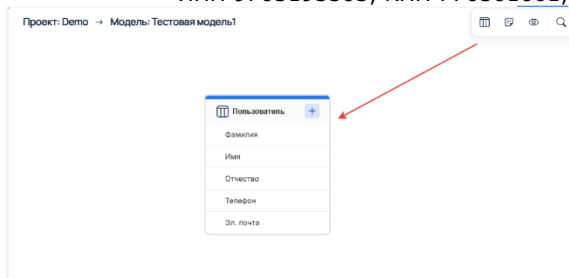 Проект: Demo → Модель: Тестовая модель1
Пользователь +
Фамилия
Имя
Отчество
Телефон
Эл. почта